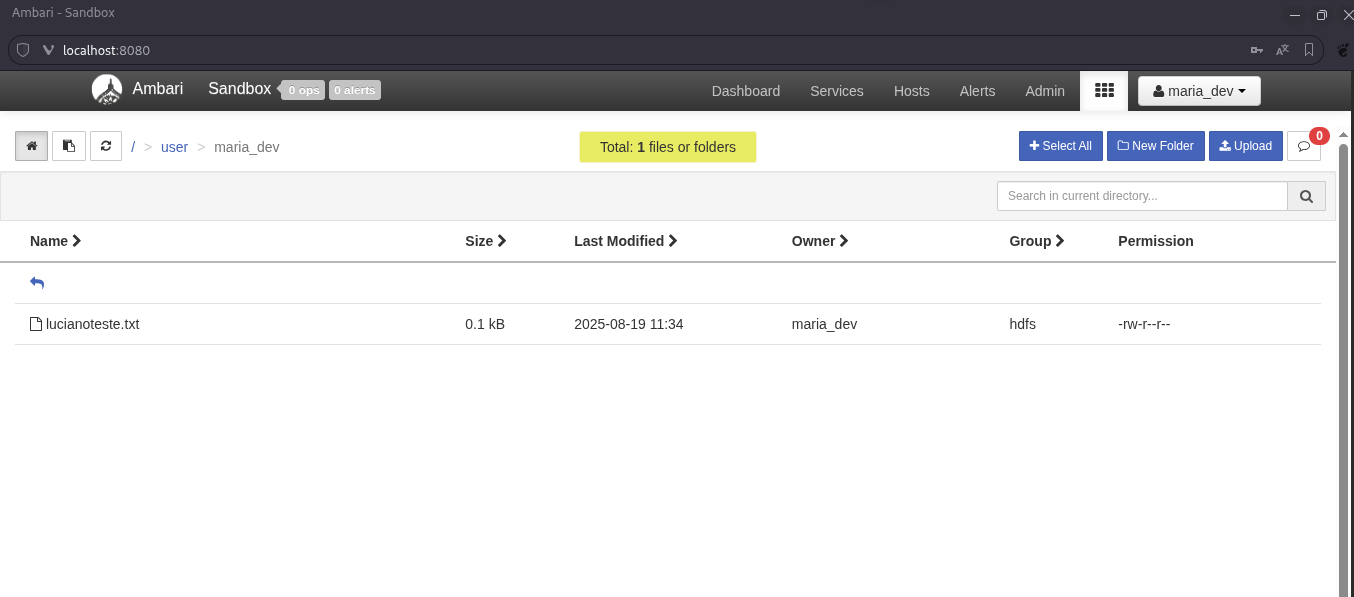 Ambari - Sandbox
localhost:8080
Ambari Sandbox 0 ops 0 alerts Dashboard Services Hosts Alerts Admin maria_dev
/ > user > maria_dev Total: 1 files or folders Select All New Folder Upload 0
Search in current directory...
Name Size Last Modified Owner Group Permission
lucianoteste.txt 0.1 kB 2025-08-19 11:34 maria_dev hdfs -rw-r--r--